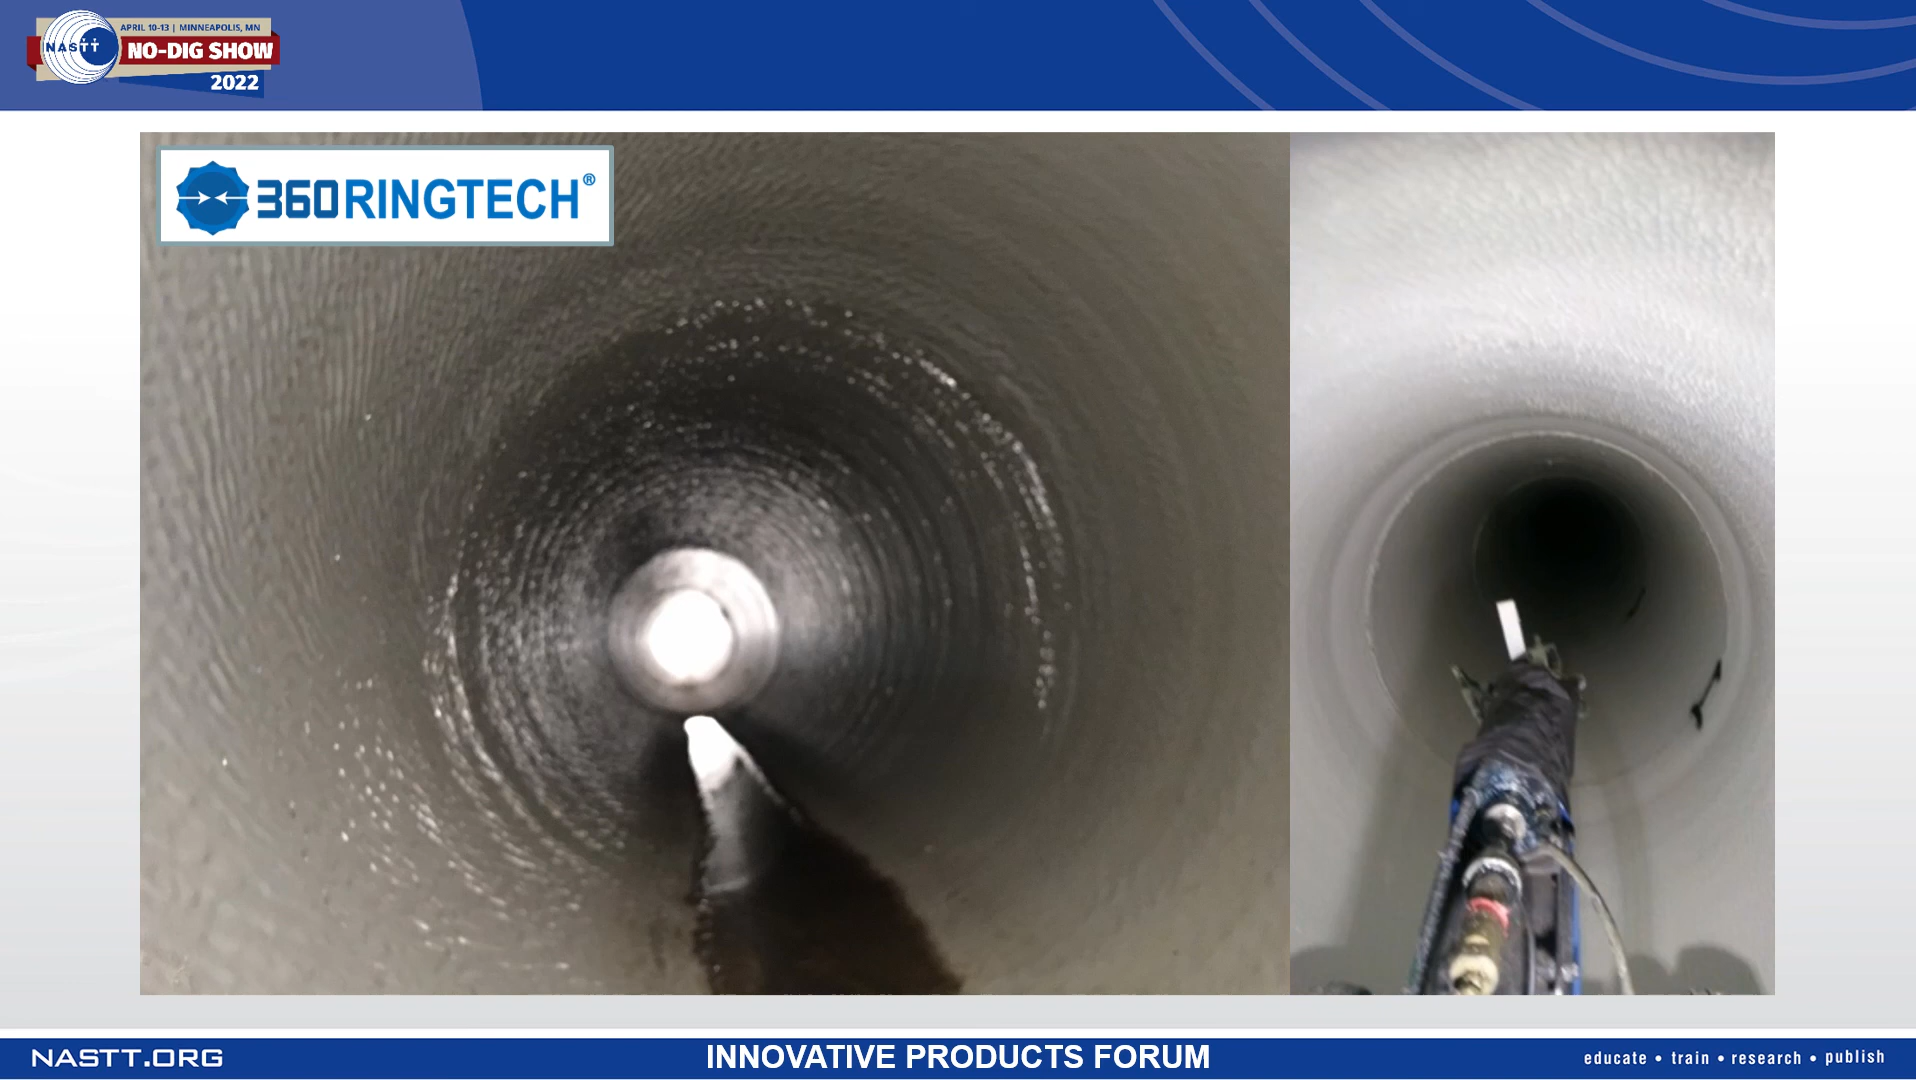 APRIL 10-13 | MINNEAPOLIS, MN
NASTT
NO-DIG SHOW
2022
360RINGTECH®
NASTT.ORG
INNOVATIVE PRODUCTS FORUM
educate • train • research • publish